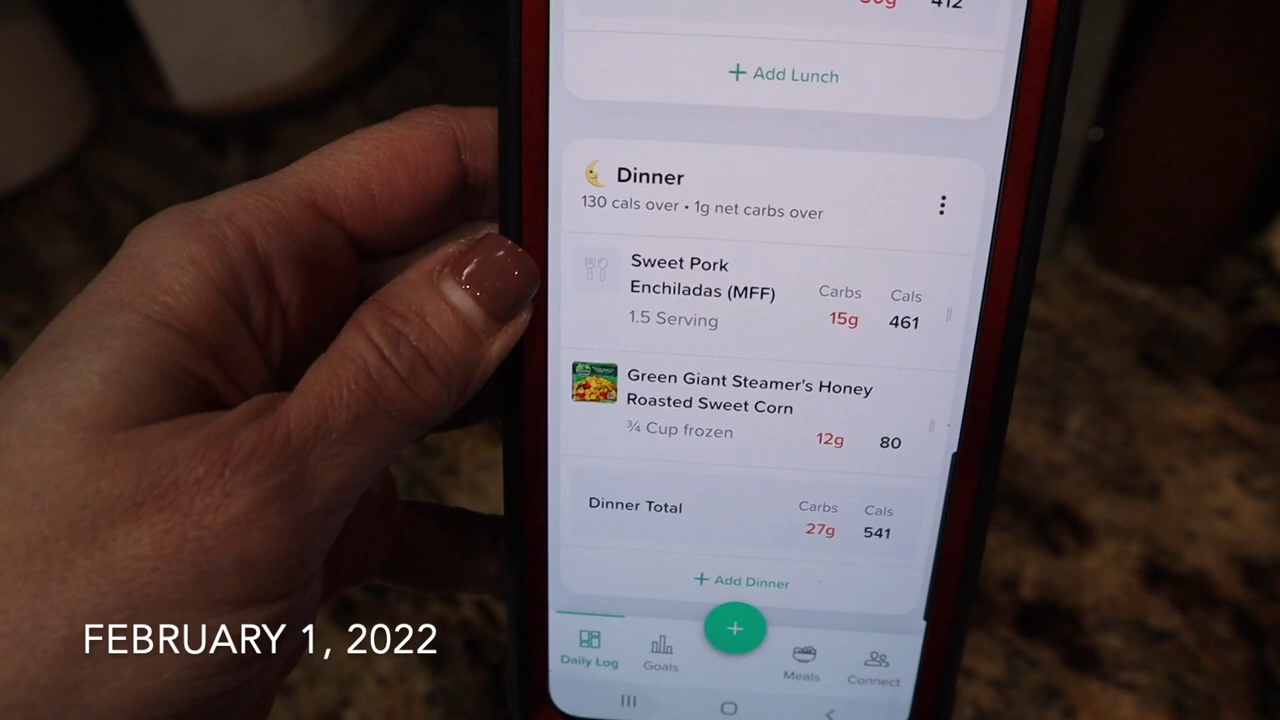 412
+ Add Lunch
Dinner
130 cals over • 1g net carbs over
Sweet Pork
Enchiladas (MFF)
Carbs Cals
1.5 Serving
15g 461
Green Giant Steamer's Honey
Roasted Sweet Corn
¾ Cup frozen
12g 80
Dinner Total
Carbs Cals
27g 541
+ Add Dinner
+
Daily Log
Goals
Meals
Connect
FEBRUARY 1, 2022